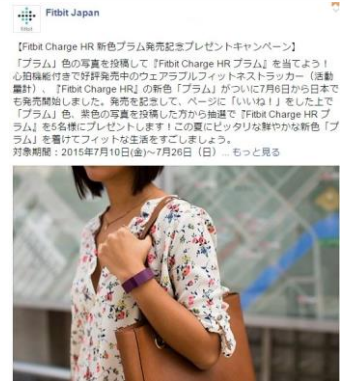 Fitbit Japan
fitbit
【Fitbit Charge HR 新色プラム発売記念プレゼントキャンペーン】
「プラム」色の写真を投稿して『Fitbit Charge HR プラム』を当てよう！
心拍機能付きで好評発売中のウェアラブルフィットネストラッカー（活動
量計）、『Fitbit Charge HR』の新色「プラム」がついに7月6日から日本で
も発売開始しました。発売を記念して、ページに「いいね！」をした上で
「プラム」色、紫色の写真を投稿した方から抽選で『Fitbit Charge HR プ
ラム』を5名様にプレゼントします！この夏にピッタリな鮮やかな新色「プ
ラム」を着けてフィットな生活をすごしましょう。
対象期間：2015年7月10日(金)～7月26日（日） ... もっと見る